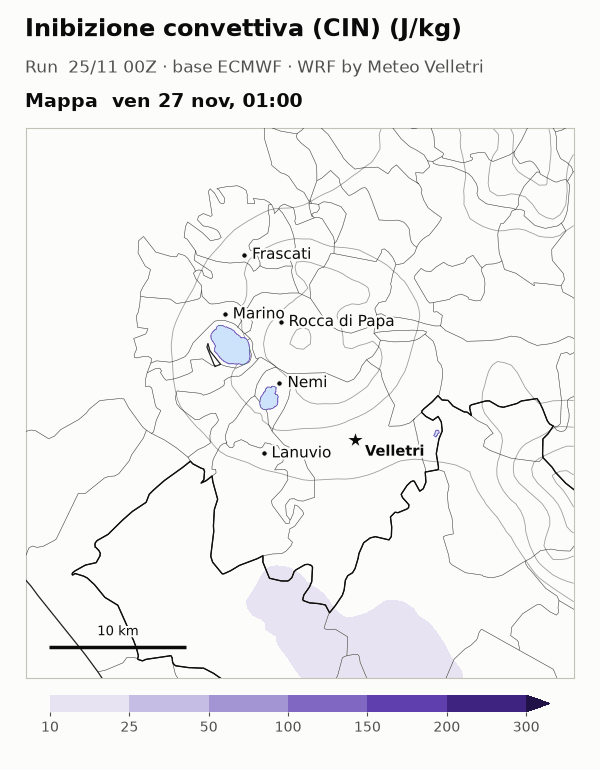 Inibizione convettiva (CIN) (J/kg)
Run  25/11 00Z · base ECMWF · WRF by Meteo Velletri
Mappa  ven 27 nov, 01:00
Frascati
Marino
Rocca di Papa
Nemi
Velletri
Lanuvio
10 km
10 25 50 100 150 200 300